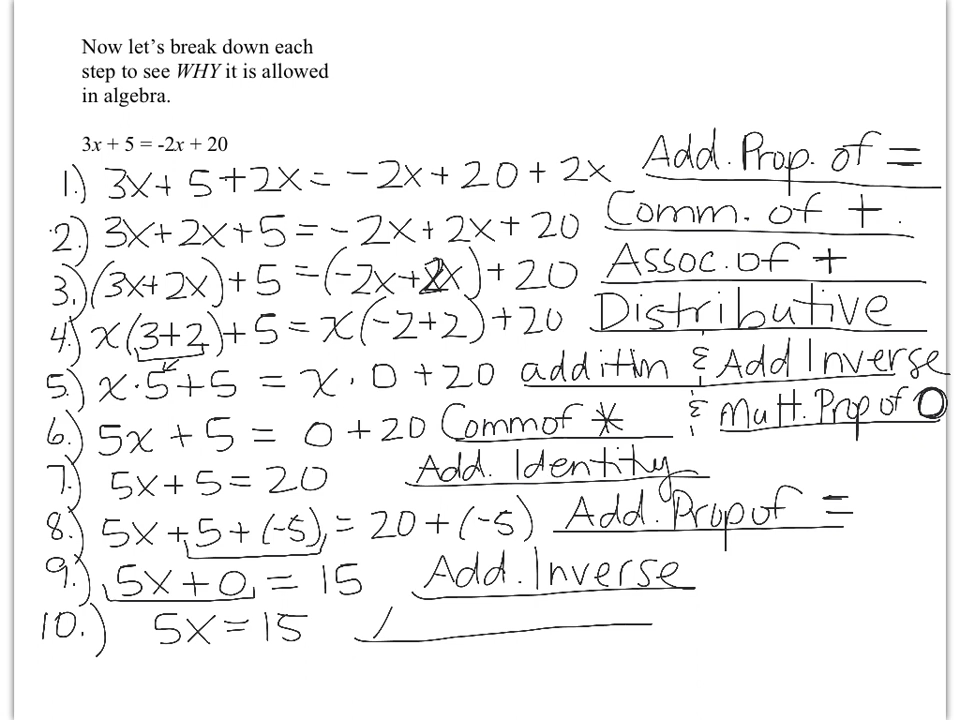 Now let's break down each
step to see WHY it is allowed
in algebra.
3x + 5 = -2x + 20
1.) 3x + 5 + 2x = -2x + 20 + 2x Add. Prop. of =
2.) 3x + 2x + 5 = -2x + 2x + 20 Comm. of +.
3.) (3x + 2x) + 5 = (-2x + 2x) + 20 Assoc. of +
4.) x(3+2) + 5 = x(-2+2) + 20 Distributive
5.) x · 5 + 5 = x · 0 + 20 addition & Add Inverse
6.) 5x + 5 = 0 + 20 Comm of * & Mult. Prop of 0
7.) 5x + 5 = 20 Add. Identity
8.) 5x + 5 + (-5) = 20 + (-5) Add. Prop of =
9.) 5x + 0 = 15 Add. Inverse
10.) 5x = 15